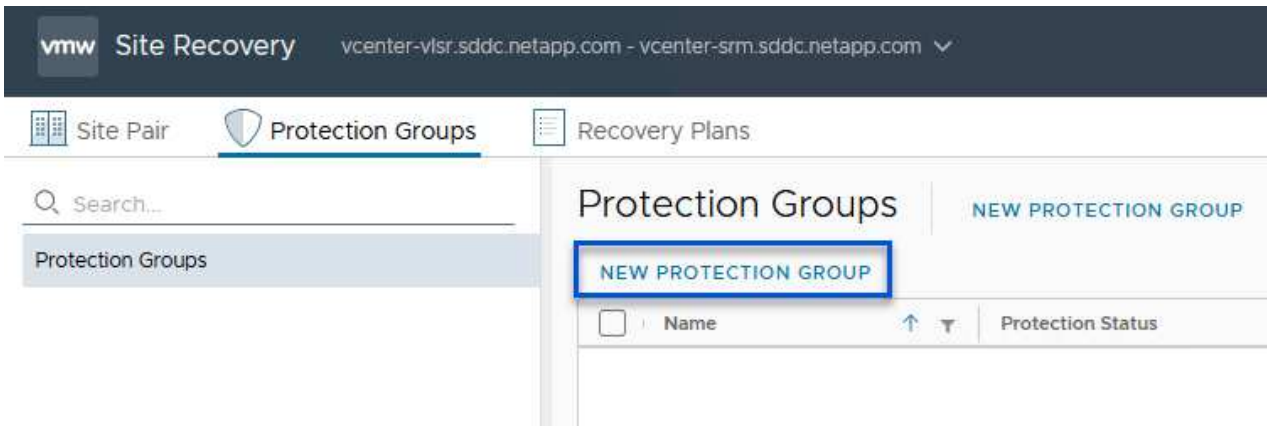 vmw Site Recovery vcenter-vlsr.sddc.netapp.com - vcenter-srm.sddc.netapp.com
Site Pair Protection Groups Recovery Plans
Search...
Protection Groups
Protection Groups NEW PROTECTION GROUP
NEW PROTECTION GROUP
Name Protection Status